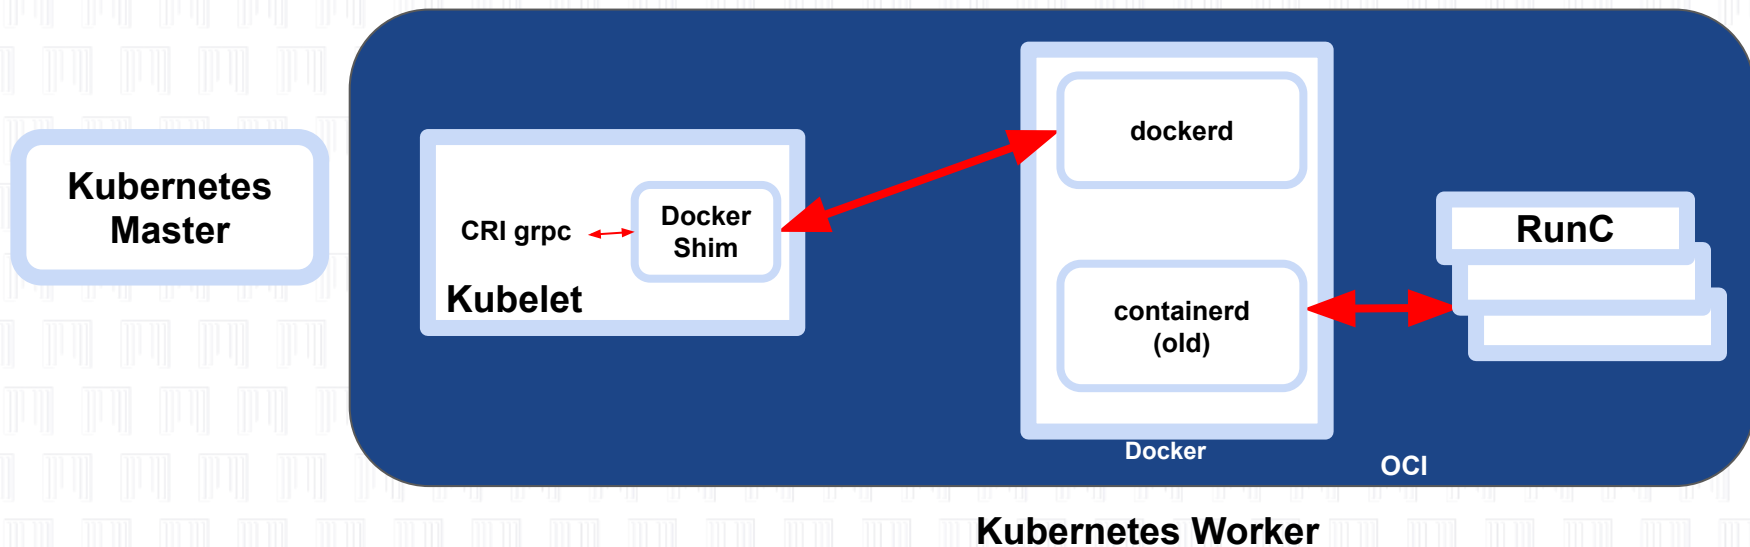 Kubernetes
Master
CRI grpc
Docker
Shim
Kubelet
dockerd
containerd
(old)
Docker
RunC
OCI
Kubernetes Worker